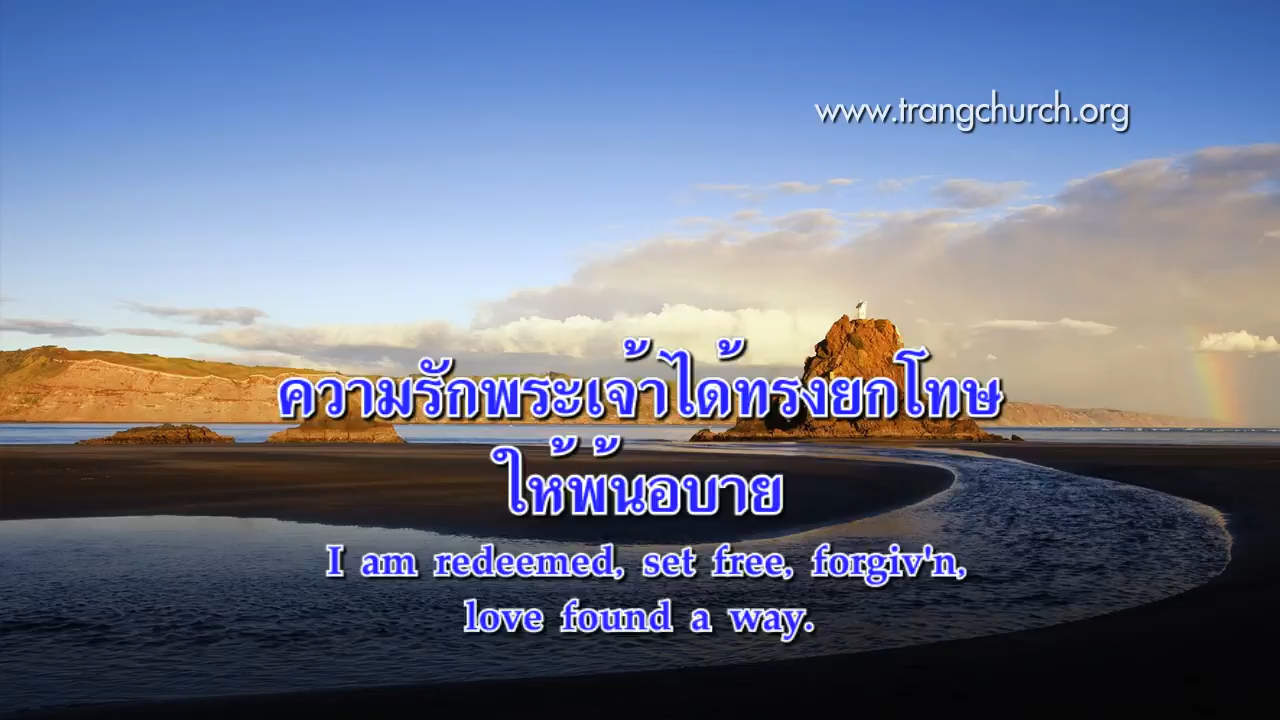 www.trangchurch.org
ความรักพระเจ้าได้ทรงยกโทษ
ให้พ้นอบาย
I am redeemed, set free, forgiv'n,
love found a way.